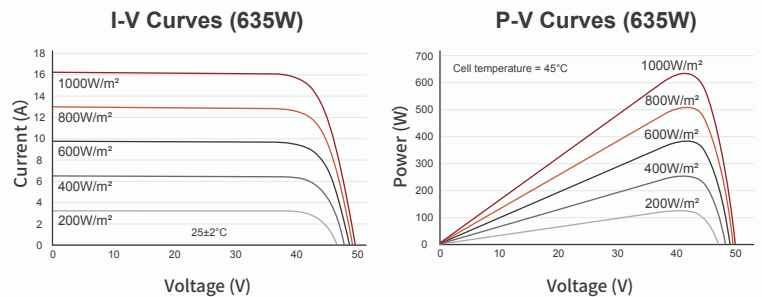 I-V Curves (635W)
18
16
14
12
10
8
6
4
2
0
Current (A)
1000W/m²
800W/m²
600W/m²
400W/m²
200W/m²
25±2°C
0
10
20
30
40
50
Voltage (V)
P-V Curves (635W)
700
600
500
400
300
200
100
0
Power (W)
Cell temperature = 45°C
1000W/m²
800W/m²
600W/m²
400W/m²
200W/m²
0
10
20
30
40
50
Voltage (V)